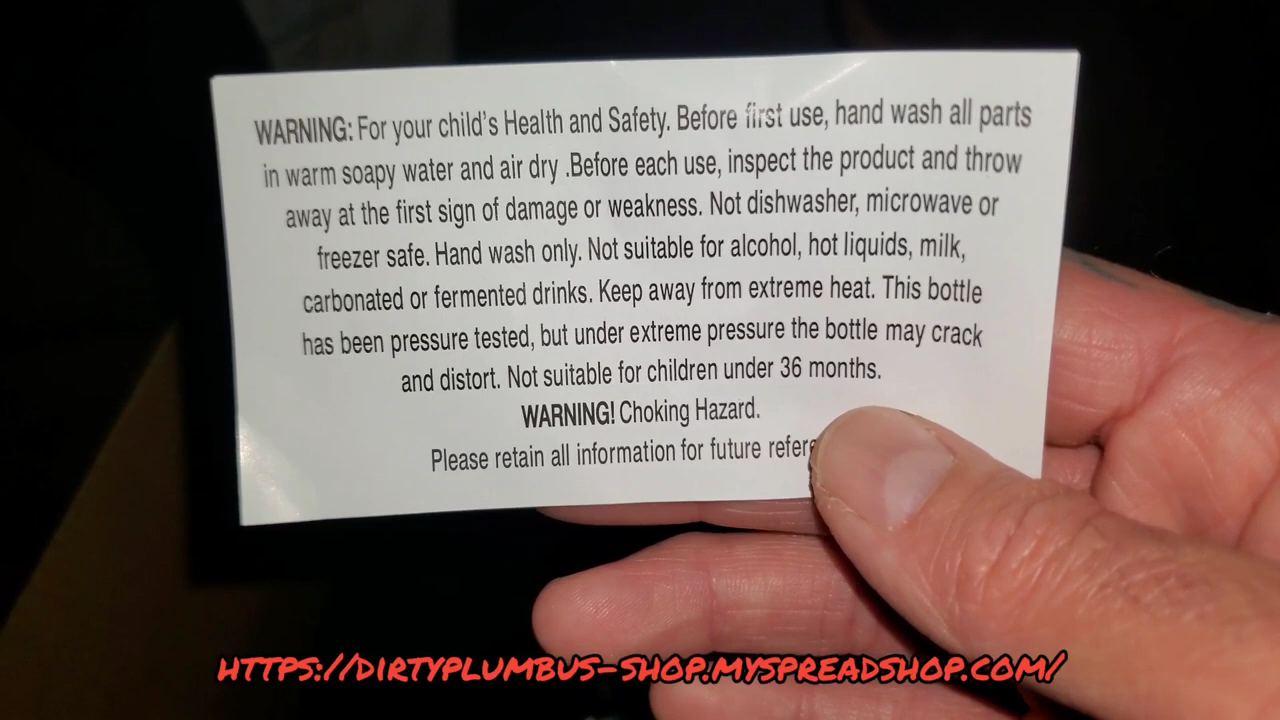 WARNING: For your child's Health and Safety. Before first use, hand wash all parts
in warm soapy water and air dry .Before each use, inspect the product and throw
away at the first sign of damage or weakness. Not dishwasher, microwave or
freezer safe. Hand wash only. Not suitable for alcohol, hot liquids, milk,
carbonated or fermented drinks. Keep away from extreme heat. This bottle
has been pressure tested, but under extreme pressure the bottle may crack
and distort. Not suitable for children under 36 months.
WARNING! Choking Hazard.
Please retain all information for future
HTTPS://DIRTYPLUMBUS-SHOP.MYSPREADSHOP.COM/